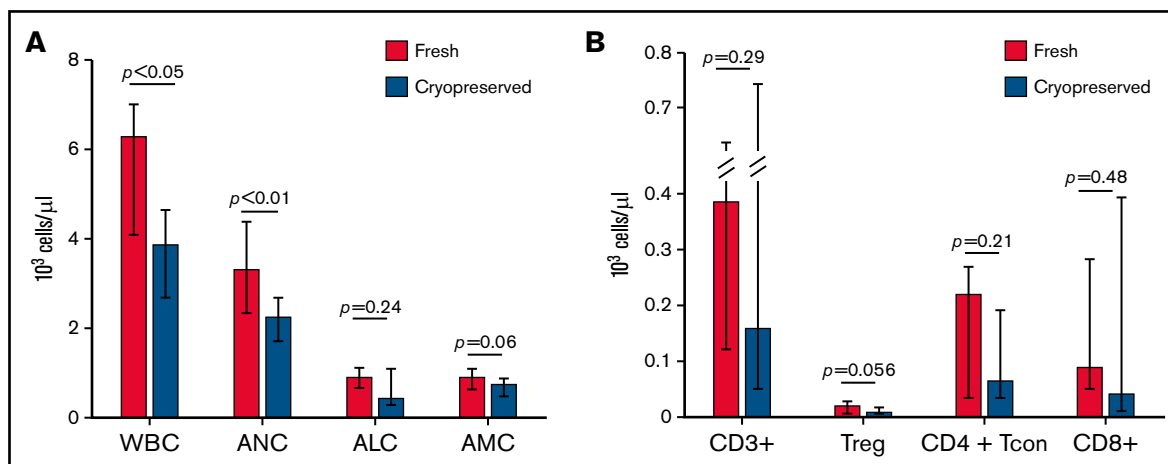 A
Fresh
Cryopreserved
8
6
4
2
0
10³ cells/µl
p<0.05
p<0.01
p=0.24
p=0.06
WBC ANC ALC AMC
B
Fresh
Cryopreserved
0.8
0.7
0.4
0.3
0.2
0.1
0
10³ cells/µl
p=0.29
p=0.056
p=0.21
p=0.48
CD3+ Treg CD4 + Tcon CD8+